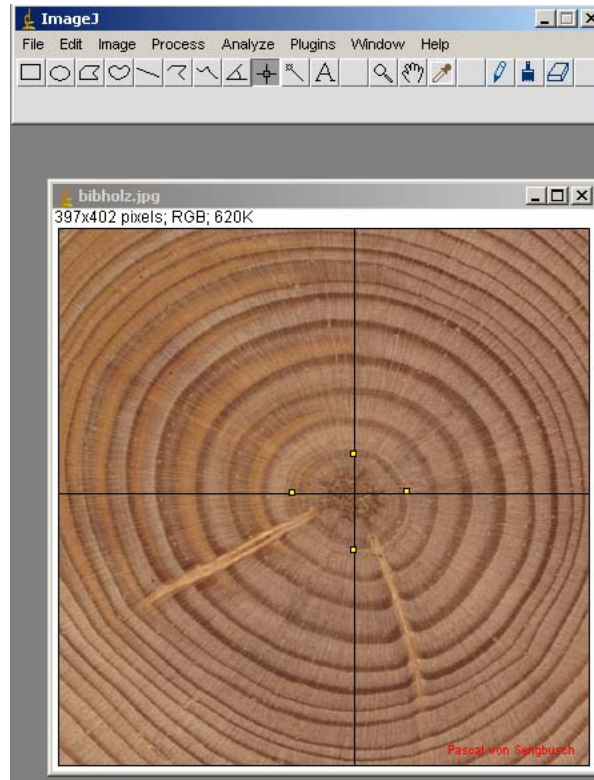 ImageJ
File Edit Image Process Analyze Plugins Window Help
A
bibholz.jpg
397x402 pixels; RGB; 620K
Pascal von Sengbusch